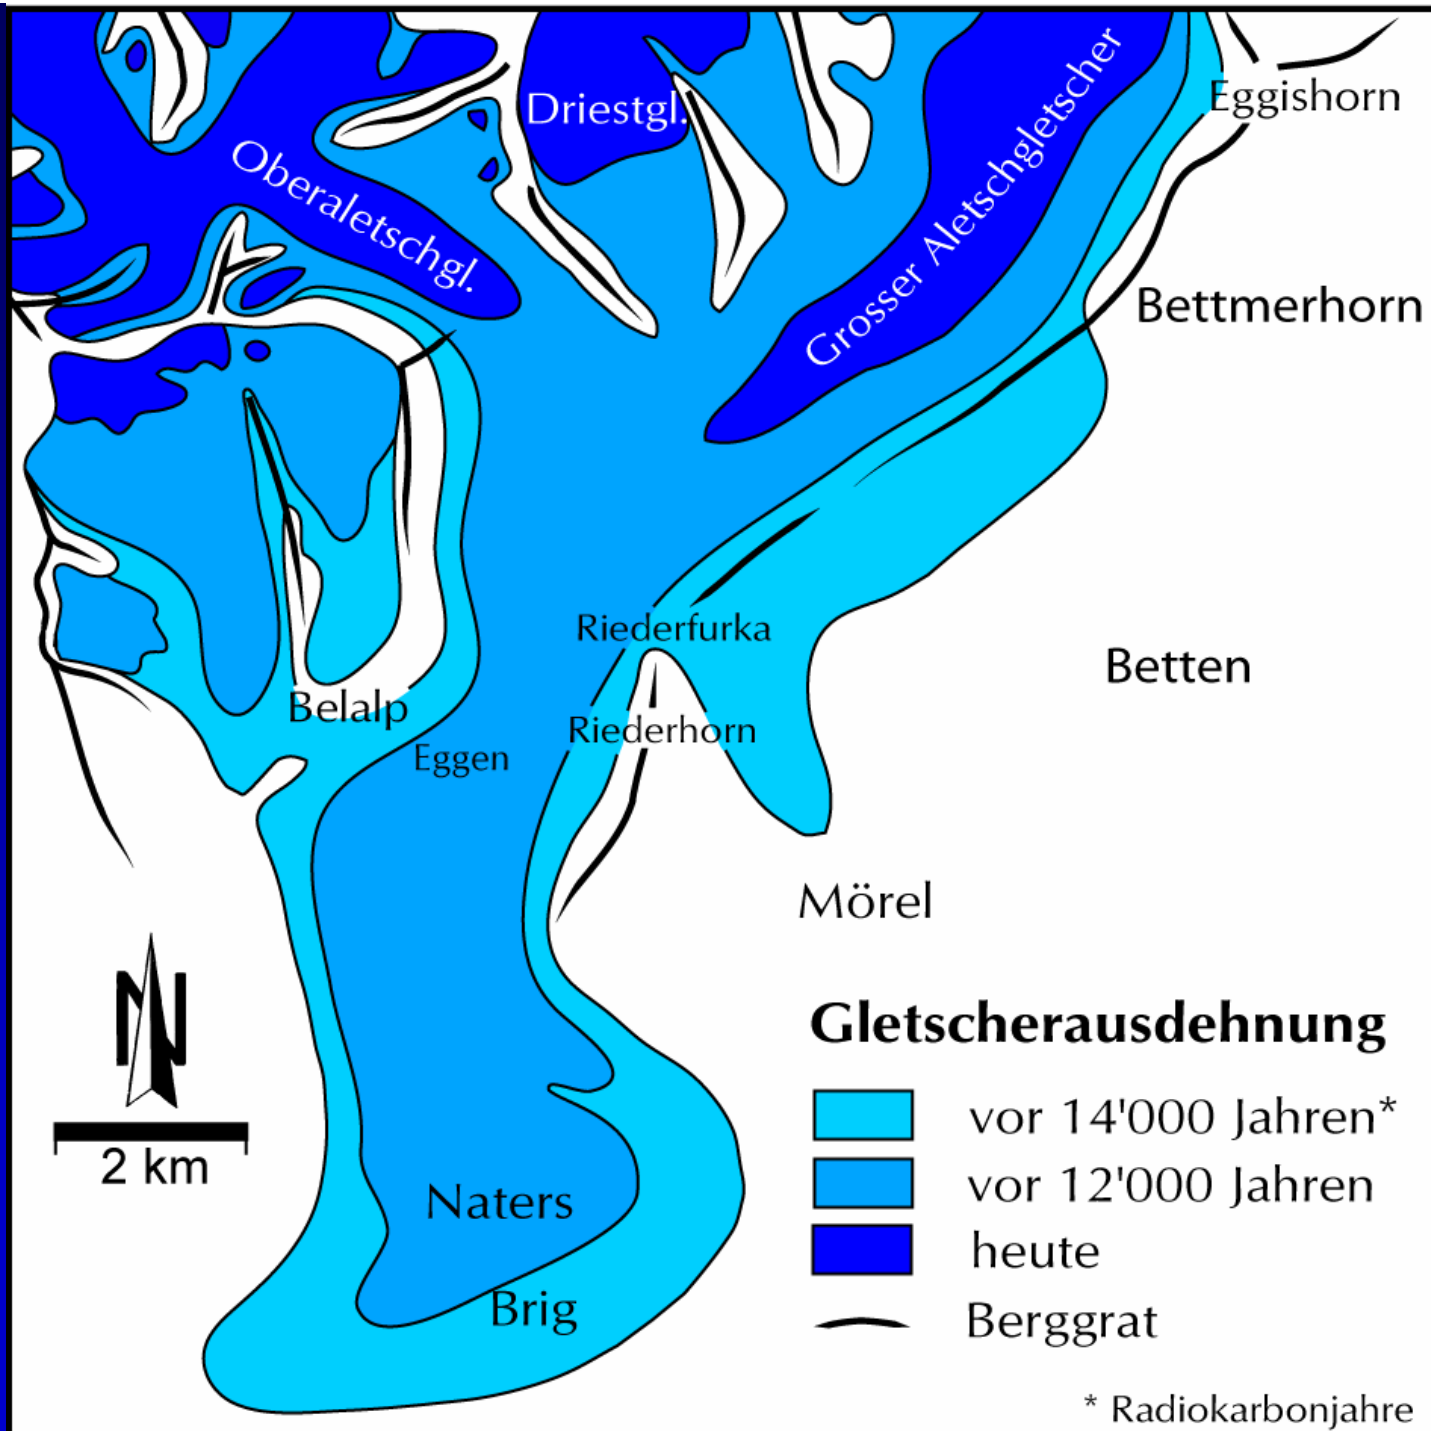 Eggishorn
Driestgl.
Oberaletschgl.
Grosser Aletschgletscher
Bettmerhorn
Riederfurka
Betten
Belalp
Riederhorn
Eggen
Mörel
N
2 km
Naters
Brig
Gletscherausdehnung
vor 14'000 Jahren*
vor 12'000 Jahren
heute
Berggrat
* Radiokarbonjahre